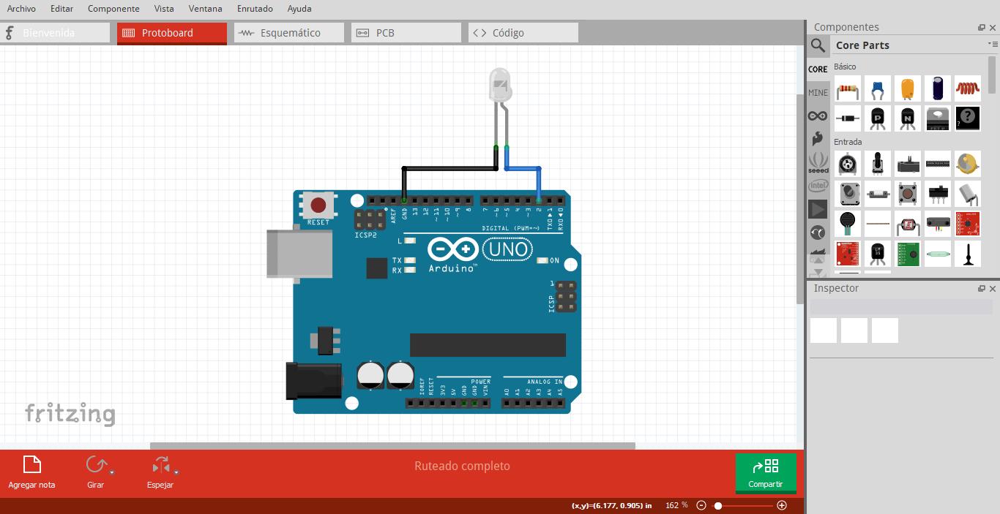 Archivo Editar Componente Vista Ventana Enrutado Ayuda
Bienvenida Protoboard Esquemático PCB Código
Componentes
Core Parts
CORE
MINE
seeed
intel
Básico
P N
Entrada
LM
35
RESET
ICSP2
AREF GND 13 12 ~11 ~10 ~9 8 7 ~6 ~5 4 ~3 2 TX0▶1 RX0◀0
DIGITAL (PWM=~)
L
TX
RX
UNO
ON
Arduino™
1
ICSP
POWER
ANALOG IN
IOREF RESET 3V3 5V GND GND VIN A0 A1 A2 A3 A4 A5
fritzing
Inspector
Agregar nota Girar Espejar
Ruteado completo
Compartir
(x,y)=(6.177, 0.905) in 162 %